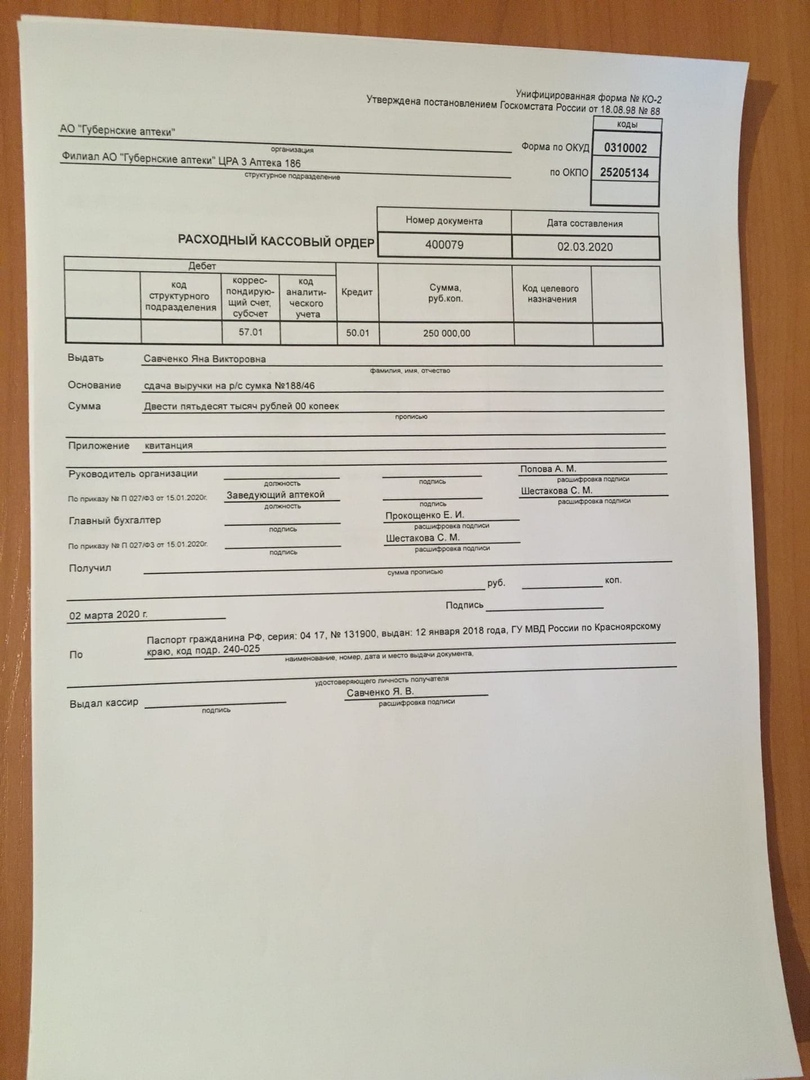 Унифицированная форма № КО-2
Утверждена постановлением Госкомстата России от 18.08.98 № 88
коды
АО "Губернские аптеки"
организация
Форма по ОКУД 0310002
Филиал АО "Губернские аптеки" ЦРА 3 Аптека 186
структурное подразделение
по ОКПО 25205134
Номер документа Дата составления
РАСХОДНЫЙ КАССОВЫЙ ОРДЕР 400079 02.03.2020
Дебет
код структурного подразделения
коррес-пондирую-щий счет, субсчет
код аналити-ческого учета
Кредит
Сумма, руб.коп.
Код целевого назначения
57.01 50.01 250 000,00
Выдать Савченко Яна Викторовна
фамилия, имя, отчество
Основание сдача выручки на р/с сумка №188/46
Сумма Двести пятьдесят тысяч рублей 00 копеек
прописью
Приложение квитанция
Руководитель организации Попова А. М.
должность подпись расшифровка подписи
По приказу № П 027/ФЗ от 15.01.2020г. Заведующий аптекой Шестакова С. М.
должность подпись расшифровка подписи
Главный бухгалтер Прокощенко Е. И.
подпись расшифровка подписи
По приказу № П 027/ФЗ от 15.01.2020г. Шестакова С. М.
подпись расшифровка подписи
Получил
сумма прописью
руб. коп.
02 марта 2020 г. Подпись
По Паспорт гражданина РФ, серия: 04 17, № 131900, выдан: 12 января 2018 года, ГУ МВД России по Красноярскому
краю, код подр. 240-025
наименование, номер, дата и место выдачи документа,
удостоверяющего личность получателя
Выдал кассир Савченко Я. В.
подпись расшифровка подписи